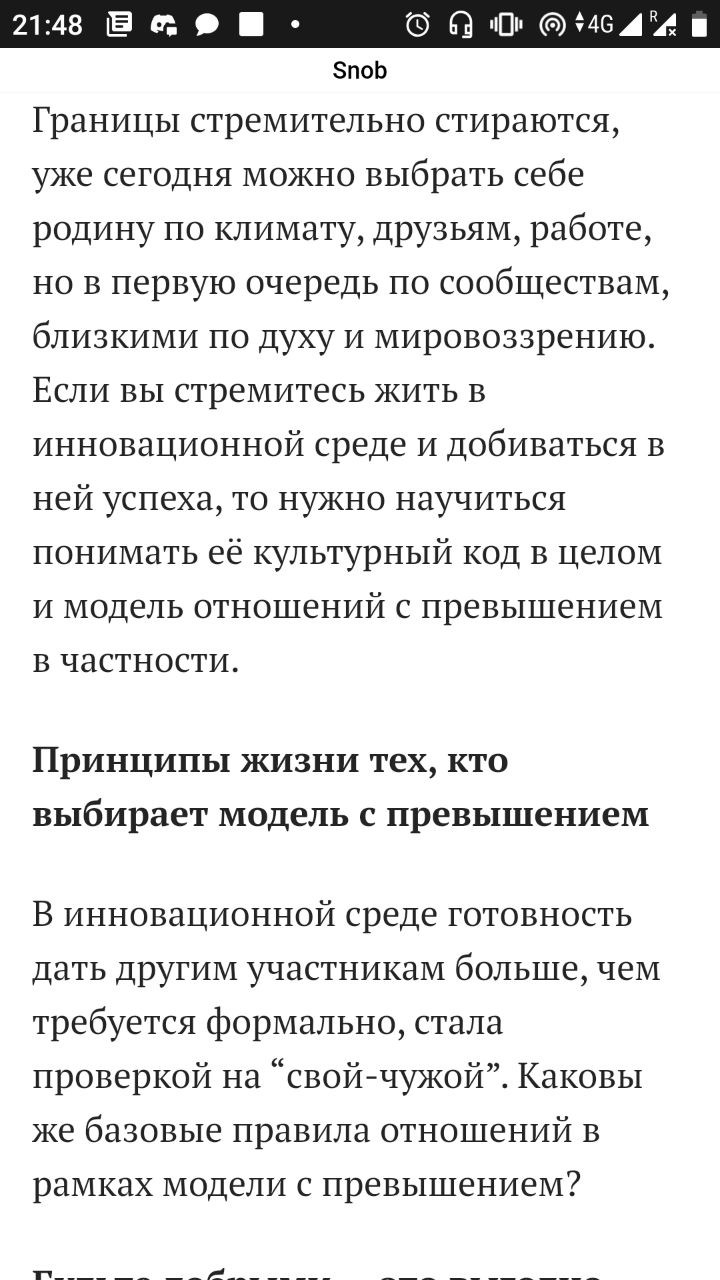 21:48
4G
R
Snob
Границы стремительно стираются,
уже сегодня можно выбрать себе
родину по климату, друзьям, работе,
но в первую очередь по сообществам,
близкими по духу и мировоззрению.
Если вы стремитесь жить в
инновационной среде и добиваться в
ней успеха, то нужно научиться
понимать её культурный код в целом
и модель отношений с превышением
в частности.
Принципы жизни тех, кто
выбирает модель с превышением
В инновационной среде готовность
дать другим участникам больше, чем
требуется формально, стала
проверкой на “свой-чужой”. Каковы
же базовые правила отношений в
рамках модели с превышением?